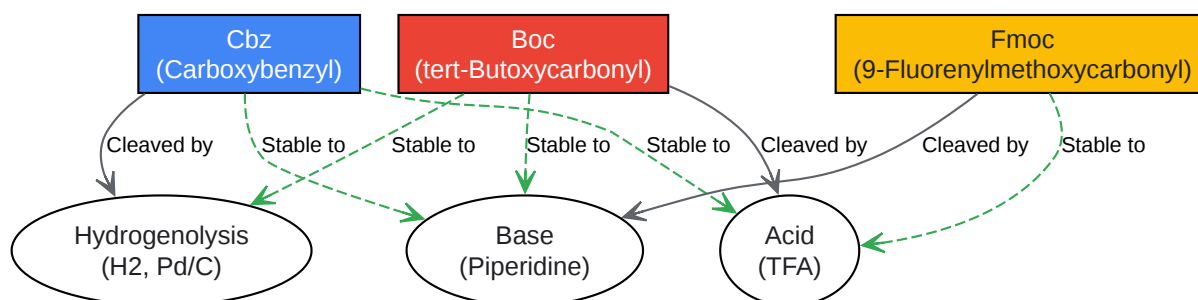 Cbz
(Carboxybenzyl)
Boc
(tert-Butoxycarbonyl)
Fmoc
(9-Fluorenylmethoxycarbonyl)
Cleaved by
Stable to
Stable to
Stable to
Stable to
Cleaved by
Cleaved by
Stable to
Hydrogenolysis
(H2, Pd/C)
Base
(Piperidine)
Acid
(TFA)